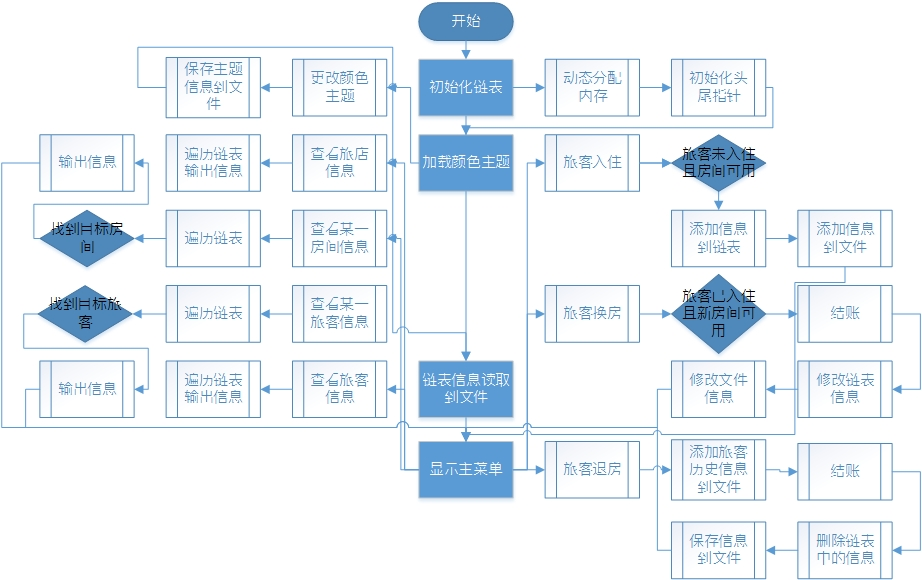 开始
保存主题
信息到文
件
更改颜色
主题
初始化链表
动态分配
内存
初始化头
尾指针
输出信息
遍历链表
输出信息
查看旅店
信息
加载颜色主题
旅客入住
旅客未入住
且房间可用
找到目标房
间
遍历链表
查看某一
房间信息
添加信息
到链表
添加信息
到文件
找到目标旅
客
遍历链表
查看某一
旅客信息
旅客换房
旅客已入住
且新房间可
用
结账
输出信息
遍历链表
输出信息
查看旅客
信息
链表信息读取
到文件
修改文件
信息
修改链表
信息
显示主菜单
旅客退房
添加旅客
历史信息
到文件
结账
保存信息
到文件
删除链表
中的信息